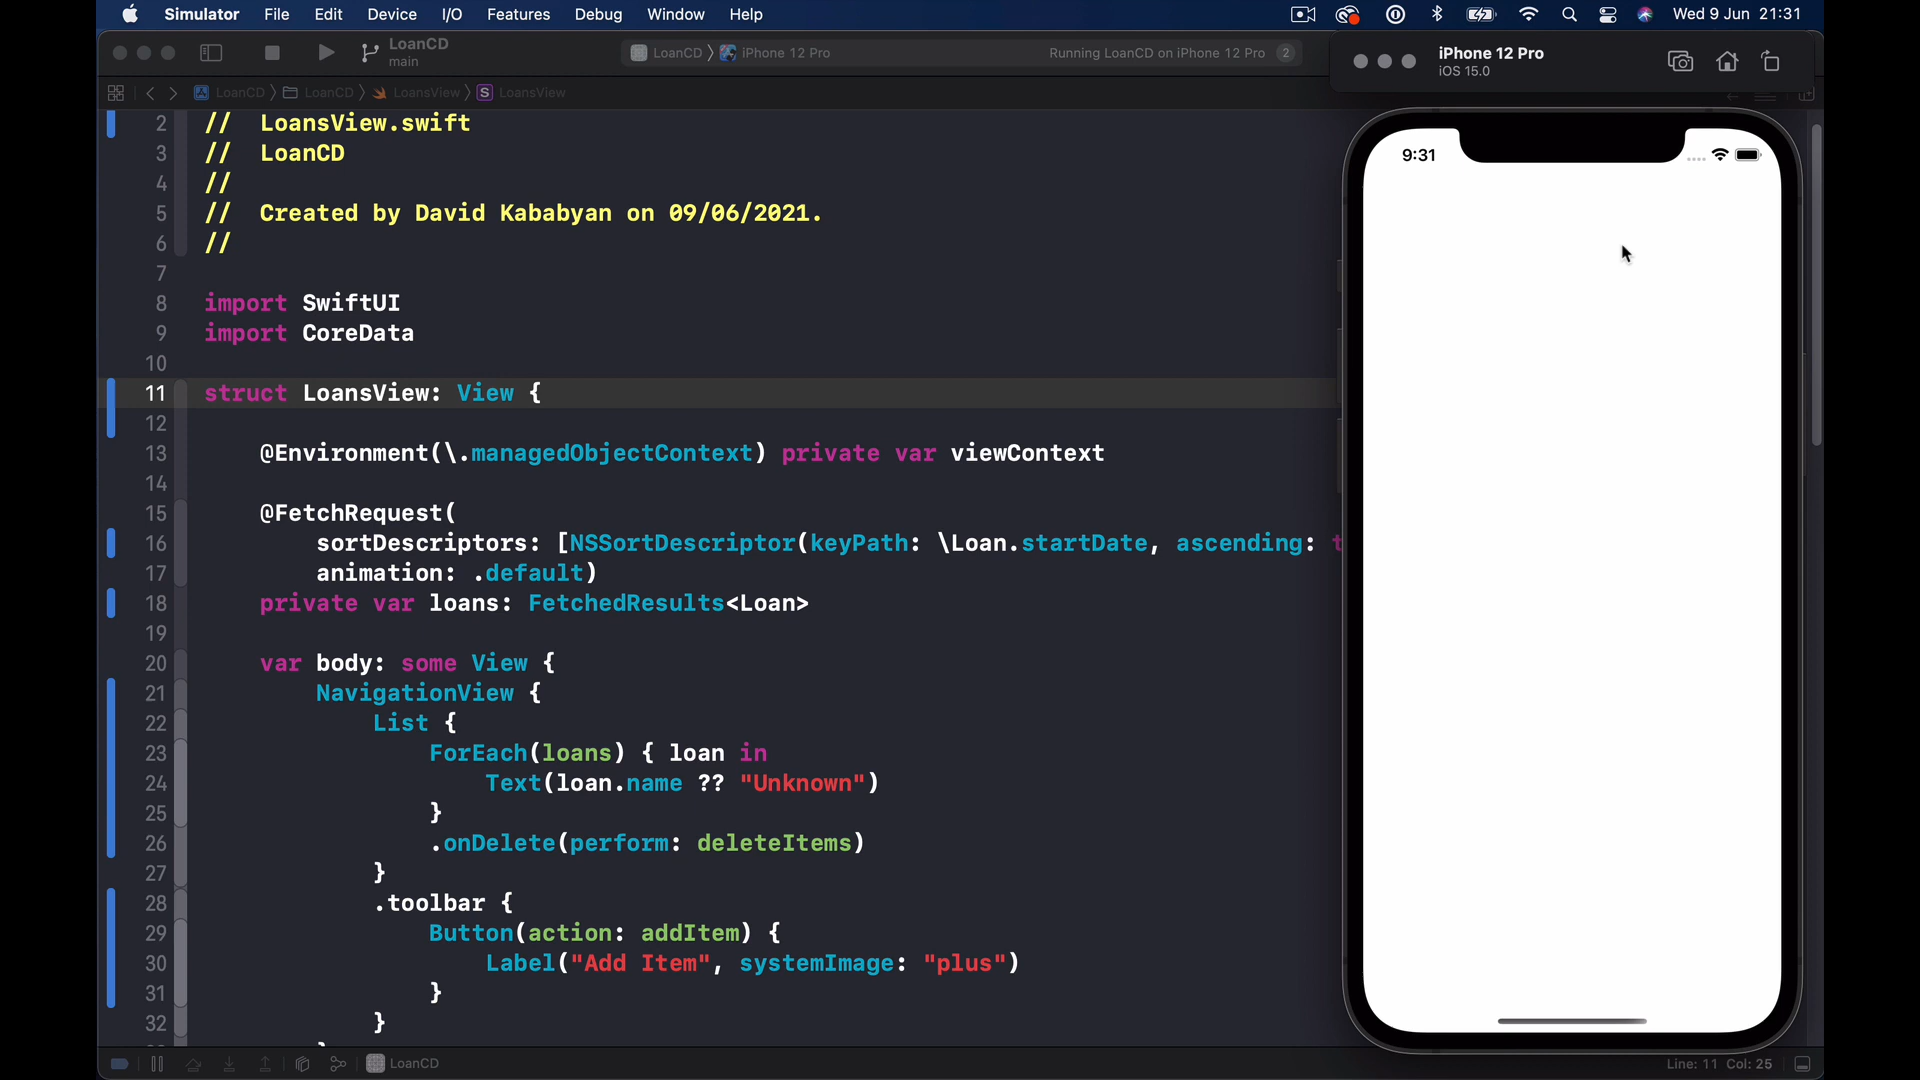 Simulator File Edit Device I/O Features Debug Window Help Wed 9 Jun 21:31
LoanCD
main
LoanCD iPhone 12 Pro Running LoanCD on iPhone 12 Pro 2
iPhone 12 Pro
iOS 15.0
LoanCD LoanCD LoansView S LoansView
2 // LoansView.swift
3 // LoanCD
4 //
5 // Created by David Kababyan on 09/06/2021.
6 //
7
8 import SwiftUI
9 import CoreData
10
11 struct LoansView: View {
12
13 @Environment(\.managedObjectContext) private var viewContext
14
15 @FetchRequest(
16 sortDescriptors: [NSSortDescriptor(keyPath: \Loan.startDate, ascending: t
17 animation: .default)
18 private var loans: FetchedResults<Loan>
19
20 var body: some View {
21 NavigationView {
22 List {
23 ForEach(loans) { loan in
24 Text(loan.name ?? "Unknown")
25 }
26 .onDelete(perform: deleteItems)
27 }
28 .toolbar {
29 Button(action: addItem) {
30 Label("Add Item", systemImage: "plus")
31 }
32 }
9:31
LoanCD
Line: 11 Col: 25